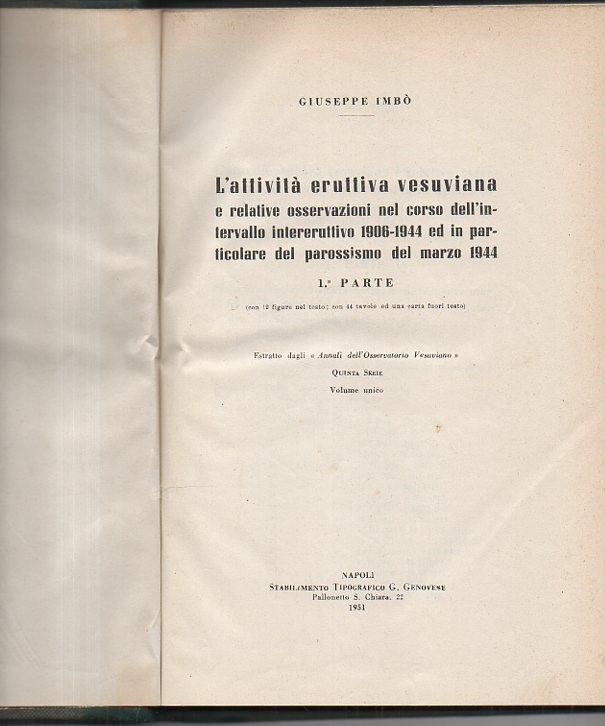 GIUSEPPE IMBÒ
L'attività eruttiva vesuviana
e relative osservazioni nel corso dell'in-
tervallo intereruttivo 1906-1944 ed in par-
ticolare del parossismo del marzo 1944
1.ª PARTE
(con 12 figure nel testo; con 44 tavole ed una carta fuori testo)
Estratto dagli « Annali dell'Osservatorio Vesuviano »
QUINTA SERIE
Volume unico
NAPOLI
STABILIMENTO TIPOGRAFICO G. GENOVESE
Pallonetto S. Chiara, 22
1951